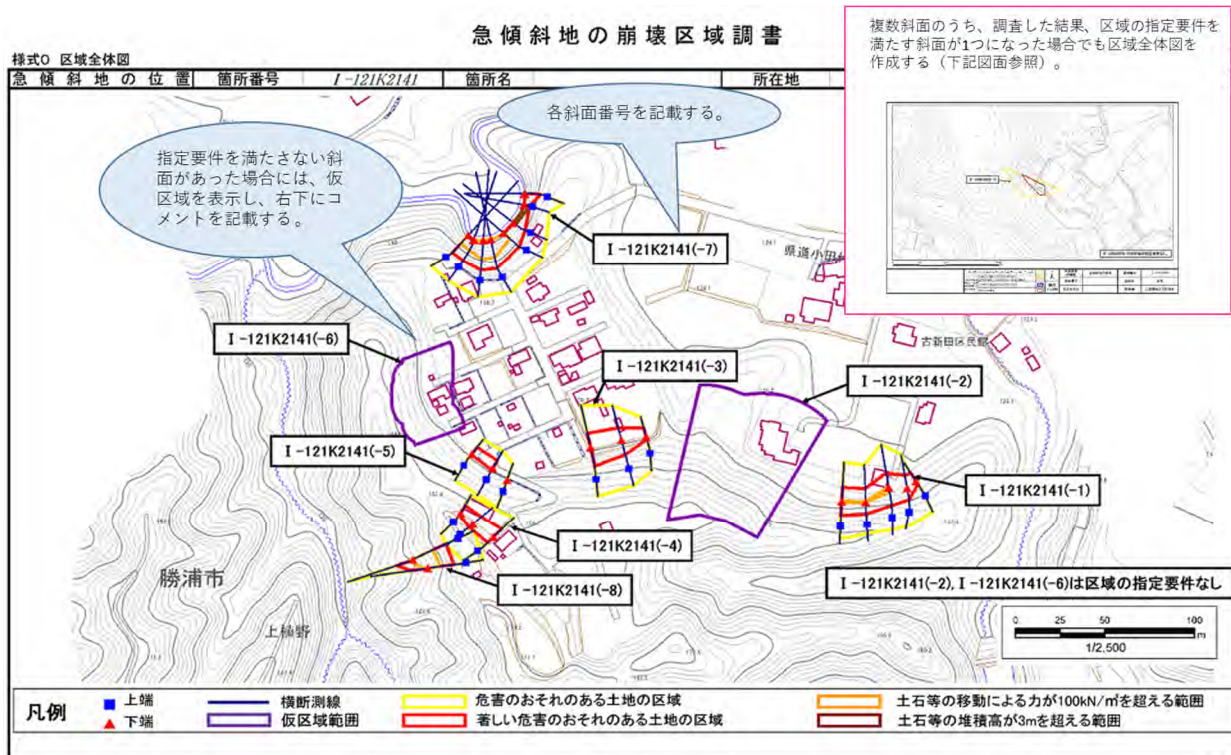 急傾斜地の崩壊区域調書
様式0 区域全体図
急傾斜地の位置 箇所番号 I-121K2141 箇所名 所在地
複数斜面のうち、調査した結果、区域の指定要件を
満たす斜面が1つになった場合でも区域全体図を
作成する（下記図面参照）。
各斜面番号を記載する。
指定要件を満たさない斜
面があった場合には、仮
区域を表示し、右下にコ
メントを記載する。
I-121K2141(-7)
県道小田
I-121K2141(-6)
古新田区民館
I-121K2141(-3)
I-121K2141(-2)
I-121K2141(-5)
I-121K2141(-1)
I-121K2141(-4)
勝浦市
I-121K2141(-8)
I-121K2141(-2), I-121K2141(-6)は区域の指定要件なし
上植野
0 25 50 100
m
1/2,500
凡例
上端 横断測線 危害のおそれのある土地の区域 土石等の移動による力が100kN/㎡を超える範囲
下端 仮区域範囲 著しい危害のおそれのある土地の区域 土石等の堆積高が3mを超える範囲